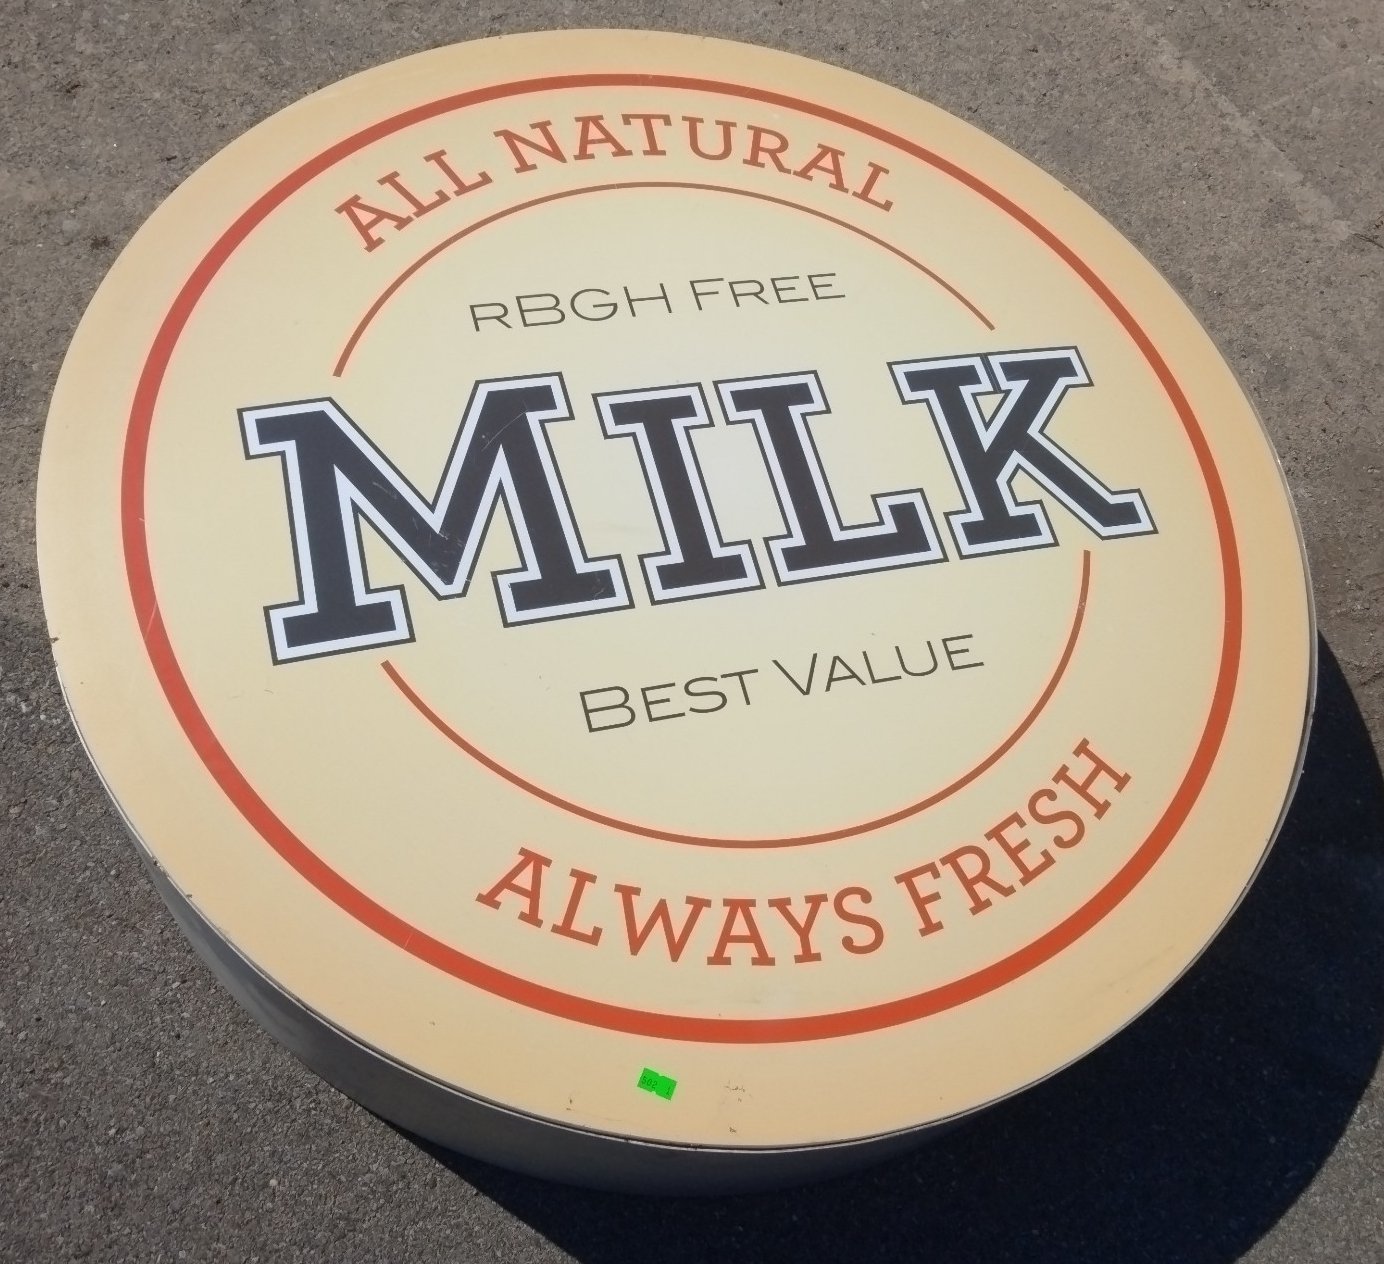 ALL NATURAL
RBGH FREE
MILK
BEST VALUE
ALWAYS FRESH